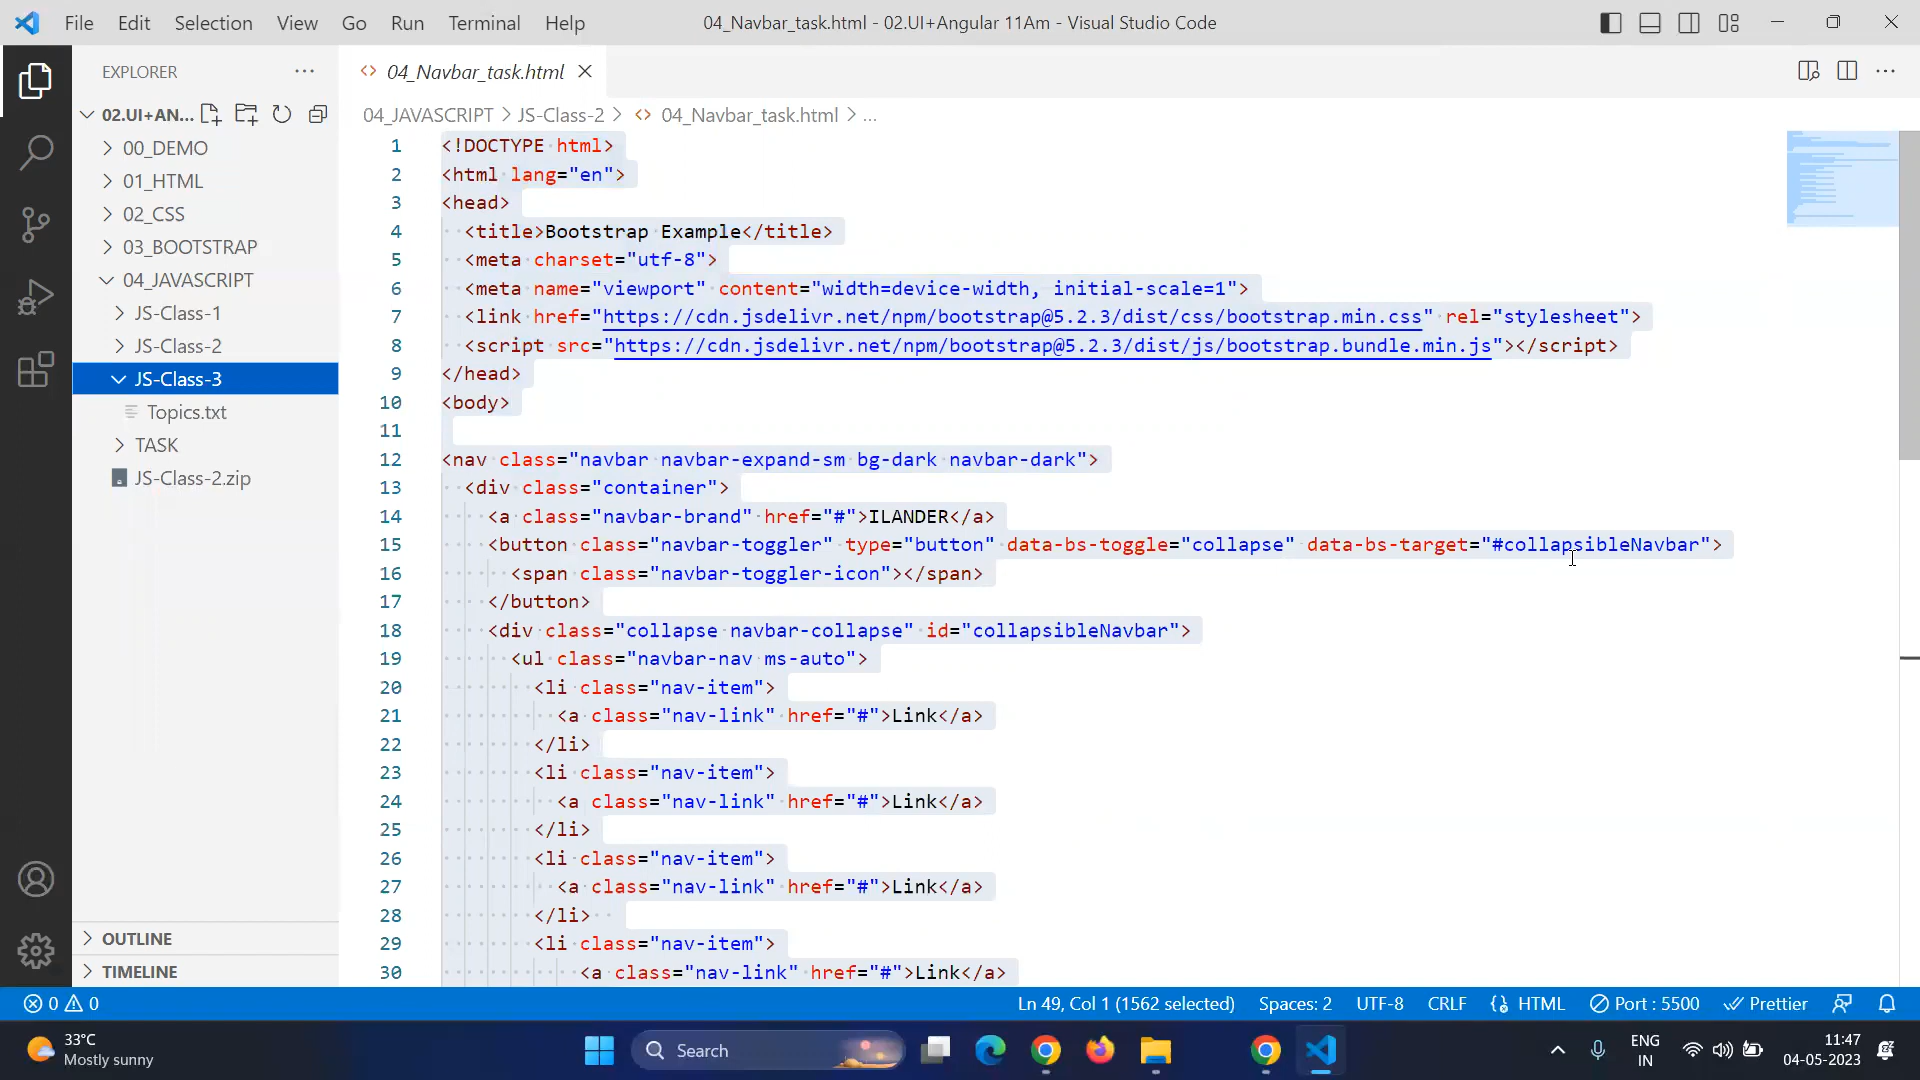 File Edit Selection View Go Run Terminal Help
04_Navbar_task.html - 02.UI+Angular 11Am - Visual Studio Code
EXPLORER
04_Navbar_task.html
02.UI+AN...
04_JAVASCRIPT > JS-Class-2 > 04_Navbar_task.html > ...
00_DEMO
01_HTML
02_CSS
03_BOOTSTRAP
04_JAVASCRIPT
JS-Class-1
JS-Class-2
JS-Class-3
Topics.txt
TASK
JS-Class-2.zip
OUTLINE
TIMELINE
1 <!DOCTYPE html>
2 <html lang="en">
3 <head>
4 <title>Bootstrap Example</title>
5 <meta charset="utf-8">
6 <meta name="viewport" content="width=device-width, initial-scale=1">
7 <link href="https://cdn.jsdelivr.net/npm/bootstrap@5.2.3/dist/css/bootstrap.min.css" rel="stylesheet">
8 <script src="https://cdn.jsdelivr.net/npm/bootstrap@5.2.3/dist/js/bootstrap.bundle.min.js"></script>
9 </head>
10 <body>
11
12 <nav class="navbar navbar-expand-sm bg-dark navbar-dark">
13 <div class="container">
14 <a class="navbar-brand" href="#">ILANDER</a>
15 <button class="navbar-toggler" type="button" data-bs-toggle="collapse" data-bs-target="#collapsibleNavbar">
16 <span class="navbar-toggler-icon"></span>
17 </button>
18 <div class="collapse navbar-collapse" id="collapsibleNavbar">
19 <ul class="navbar-nav ms-auto">
20 <li class="nav-item">
21 <a class="nav-link" href="#">Link</a>
22 </li>
23 <li class="nav-item">
24 <a class="nav-link" href="#">Link</a>
25 </li>
26 <li class="nav-item">
27 <a class="nav-link" href="#">Link</a>
28 </li>
29 <li class="nav-item">
30 <a class="nav-link" href="#">Link</a>
0 0
Ln 49, Col 1 (1562 selected) Spaces: 2 UTF-8 CRLF HTML Port : 5500 Prettier
33°C
Mostly sunny
Search
ENG
IN
11:47
04-05-2023